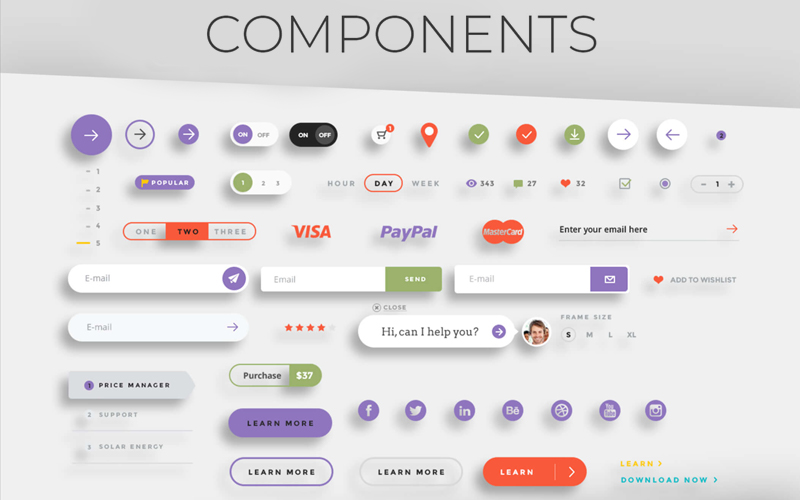 COMPONENTS
ON OFF
ON OFF
1
2
1
2
3
4
5
POPULAR
1 2 3
HOUR DAY WEEK
343
27
32
− 1 +
ONE TWO THREE
VISA
PayPal
MasterCard
Enter your email here
E-mail
Email
SEND
E-mail
ADD TO WISHLIST
CLOSE
E-mail
Hi, can I help you?
FRAME SIZE
S M L XL
1 PRICE MANAGER
2 SUPPORT
3 SOLAR ENERGY
Purchase $37
LEARN MORE
f
in
Bē
You Tube
LEARN MORE
LEARN MORE
LEARN
LEARN >
DOWNLOAD NOW >